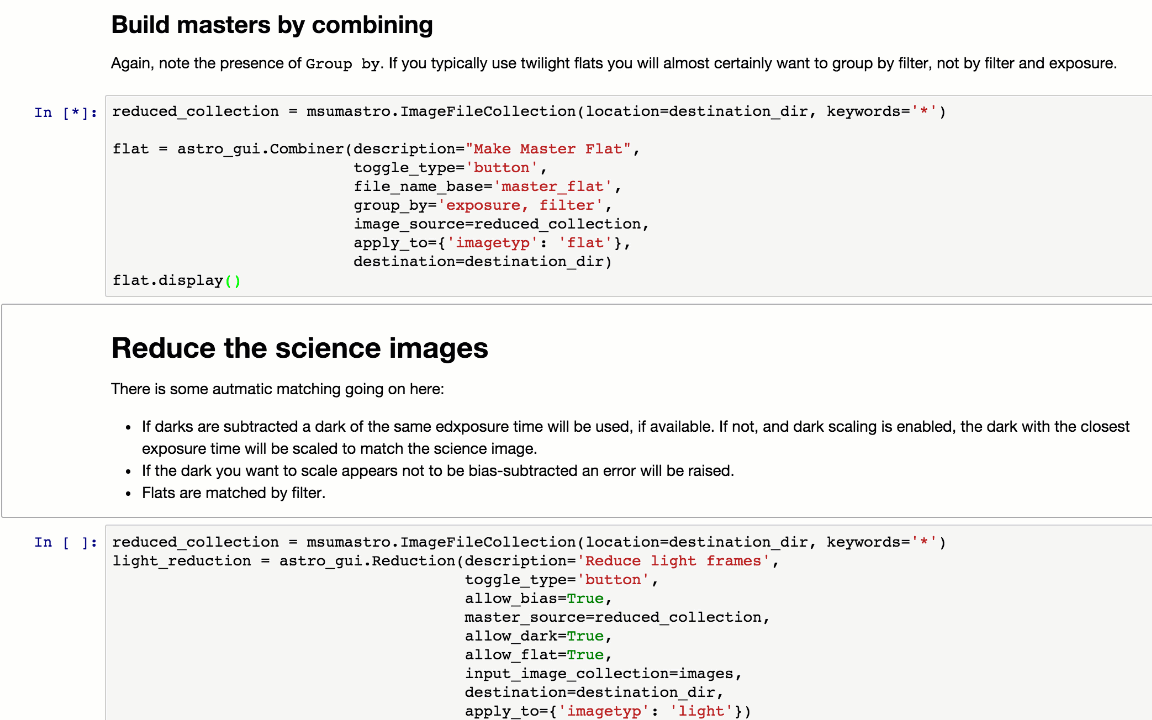 Build masters by combining
Again, note the presence of Group by. If you typically use twilight flats you will almost certainly want to group by filter, not by filter and exposure.
In [*]: reduced_collection = msumastro.ImageFileCollection(location=destination_dir, keywords='*')
flat = astro_gui.Combiner(description="Make Master Flat",
toggle_type='button',
file_name_base='master_flat',
group_by='exposure, filter',
image_source=reduced_collection,
apply_to={'imagetyp': 'flat'},
destination=destination_dir)
flat.display()
Reduce the science images
There is some autmatic matching going on here:
• If darks are subtracted a dark of the same edxposure time will be used, if available. If not, and dark scaling is enabled, the dark with the closest
exposure time will be scaled to match the science image.
• If the dark you want to scale appears not to be bias-subtracted an error will be raised.
• Flats are matched by filter.
In [ ]: reduced_collection = msumastro.ImageFileCollection(location=destination_dir, keywords='*')
light_reduction = astro_gui.Reduction(description='Reduce light frames',
toggle_type='button',
allow_bias=True,
master_source=reduced_collection,
allow_dark=True,
allow_flat=True,
input_image_collection=images,
destination=destination_dir,
apply_to={'imagetyp': 'light'})